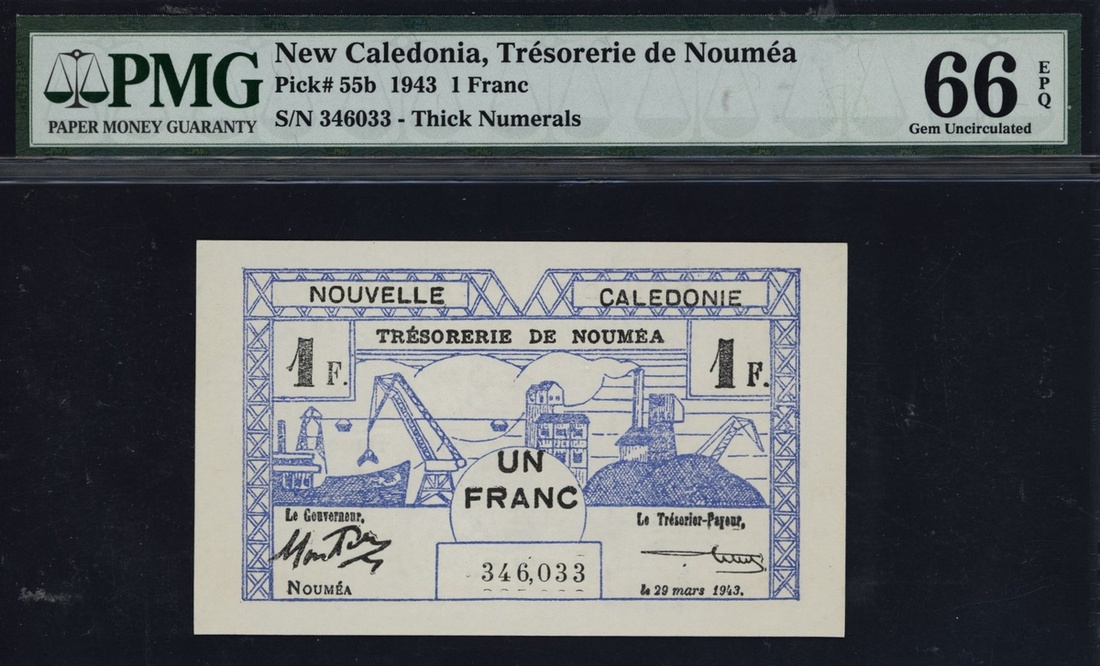 PMG
PAPER MONEY GUARANTY
New Caledonia, Trésorerie de Nouméa
Pick# 55b 1943 1 Franc
S/N 346033 - Thick Numerals
66
EPQ
Gem Uncirculated
NOUVELLE CALEDONIE
TRÉSORERIE DE NOUMÉA
1 F. 1 F.
UN
FRANC
Le Gouverneur,
Le Trésorier-Payeur,
346,033
NOUMÉA
le 29 mars 1943.